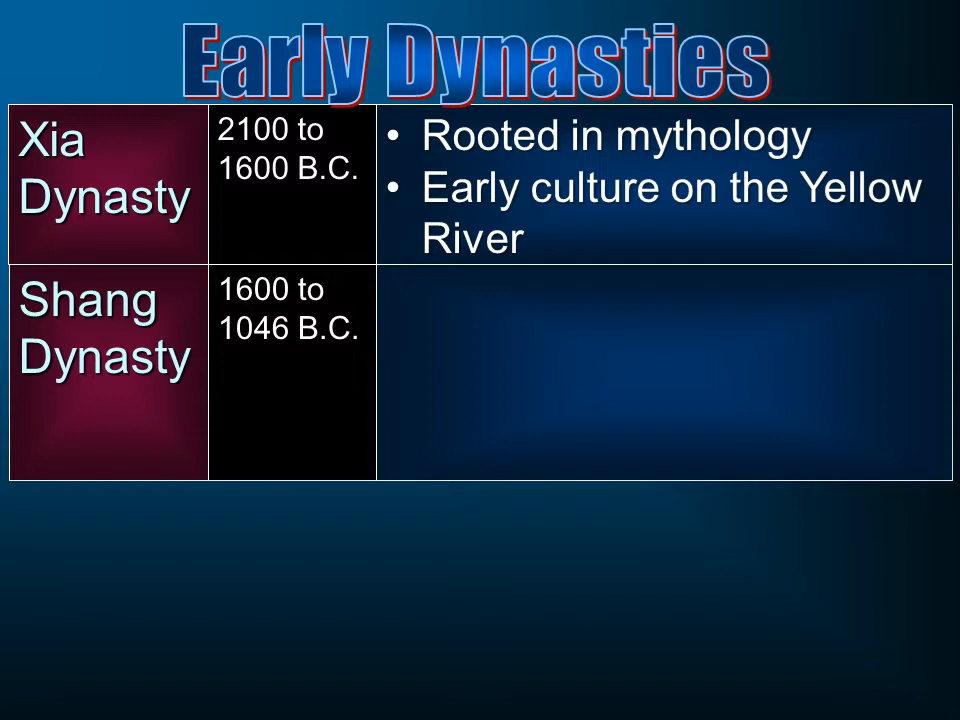 Early Dynasties
Xia
Dynasty
2100 to
1600 B.C.
• Rooted in mythology
• Early culture on the Yellow
River
Shang
Dynasty
1600 to
1046 B.C.